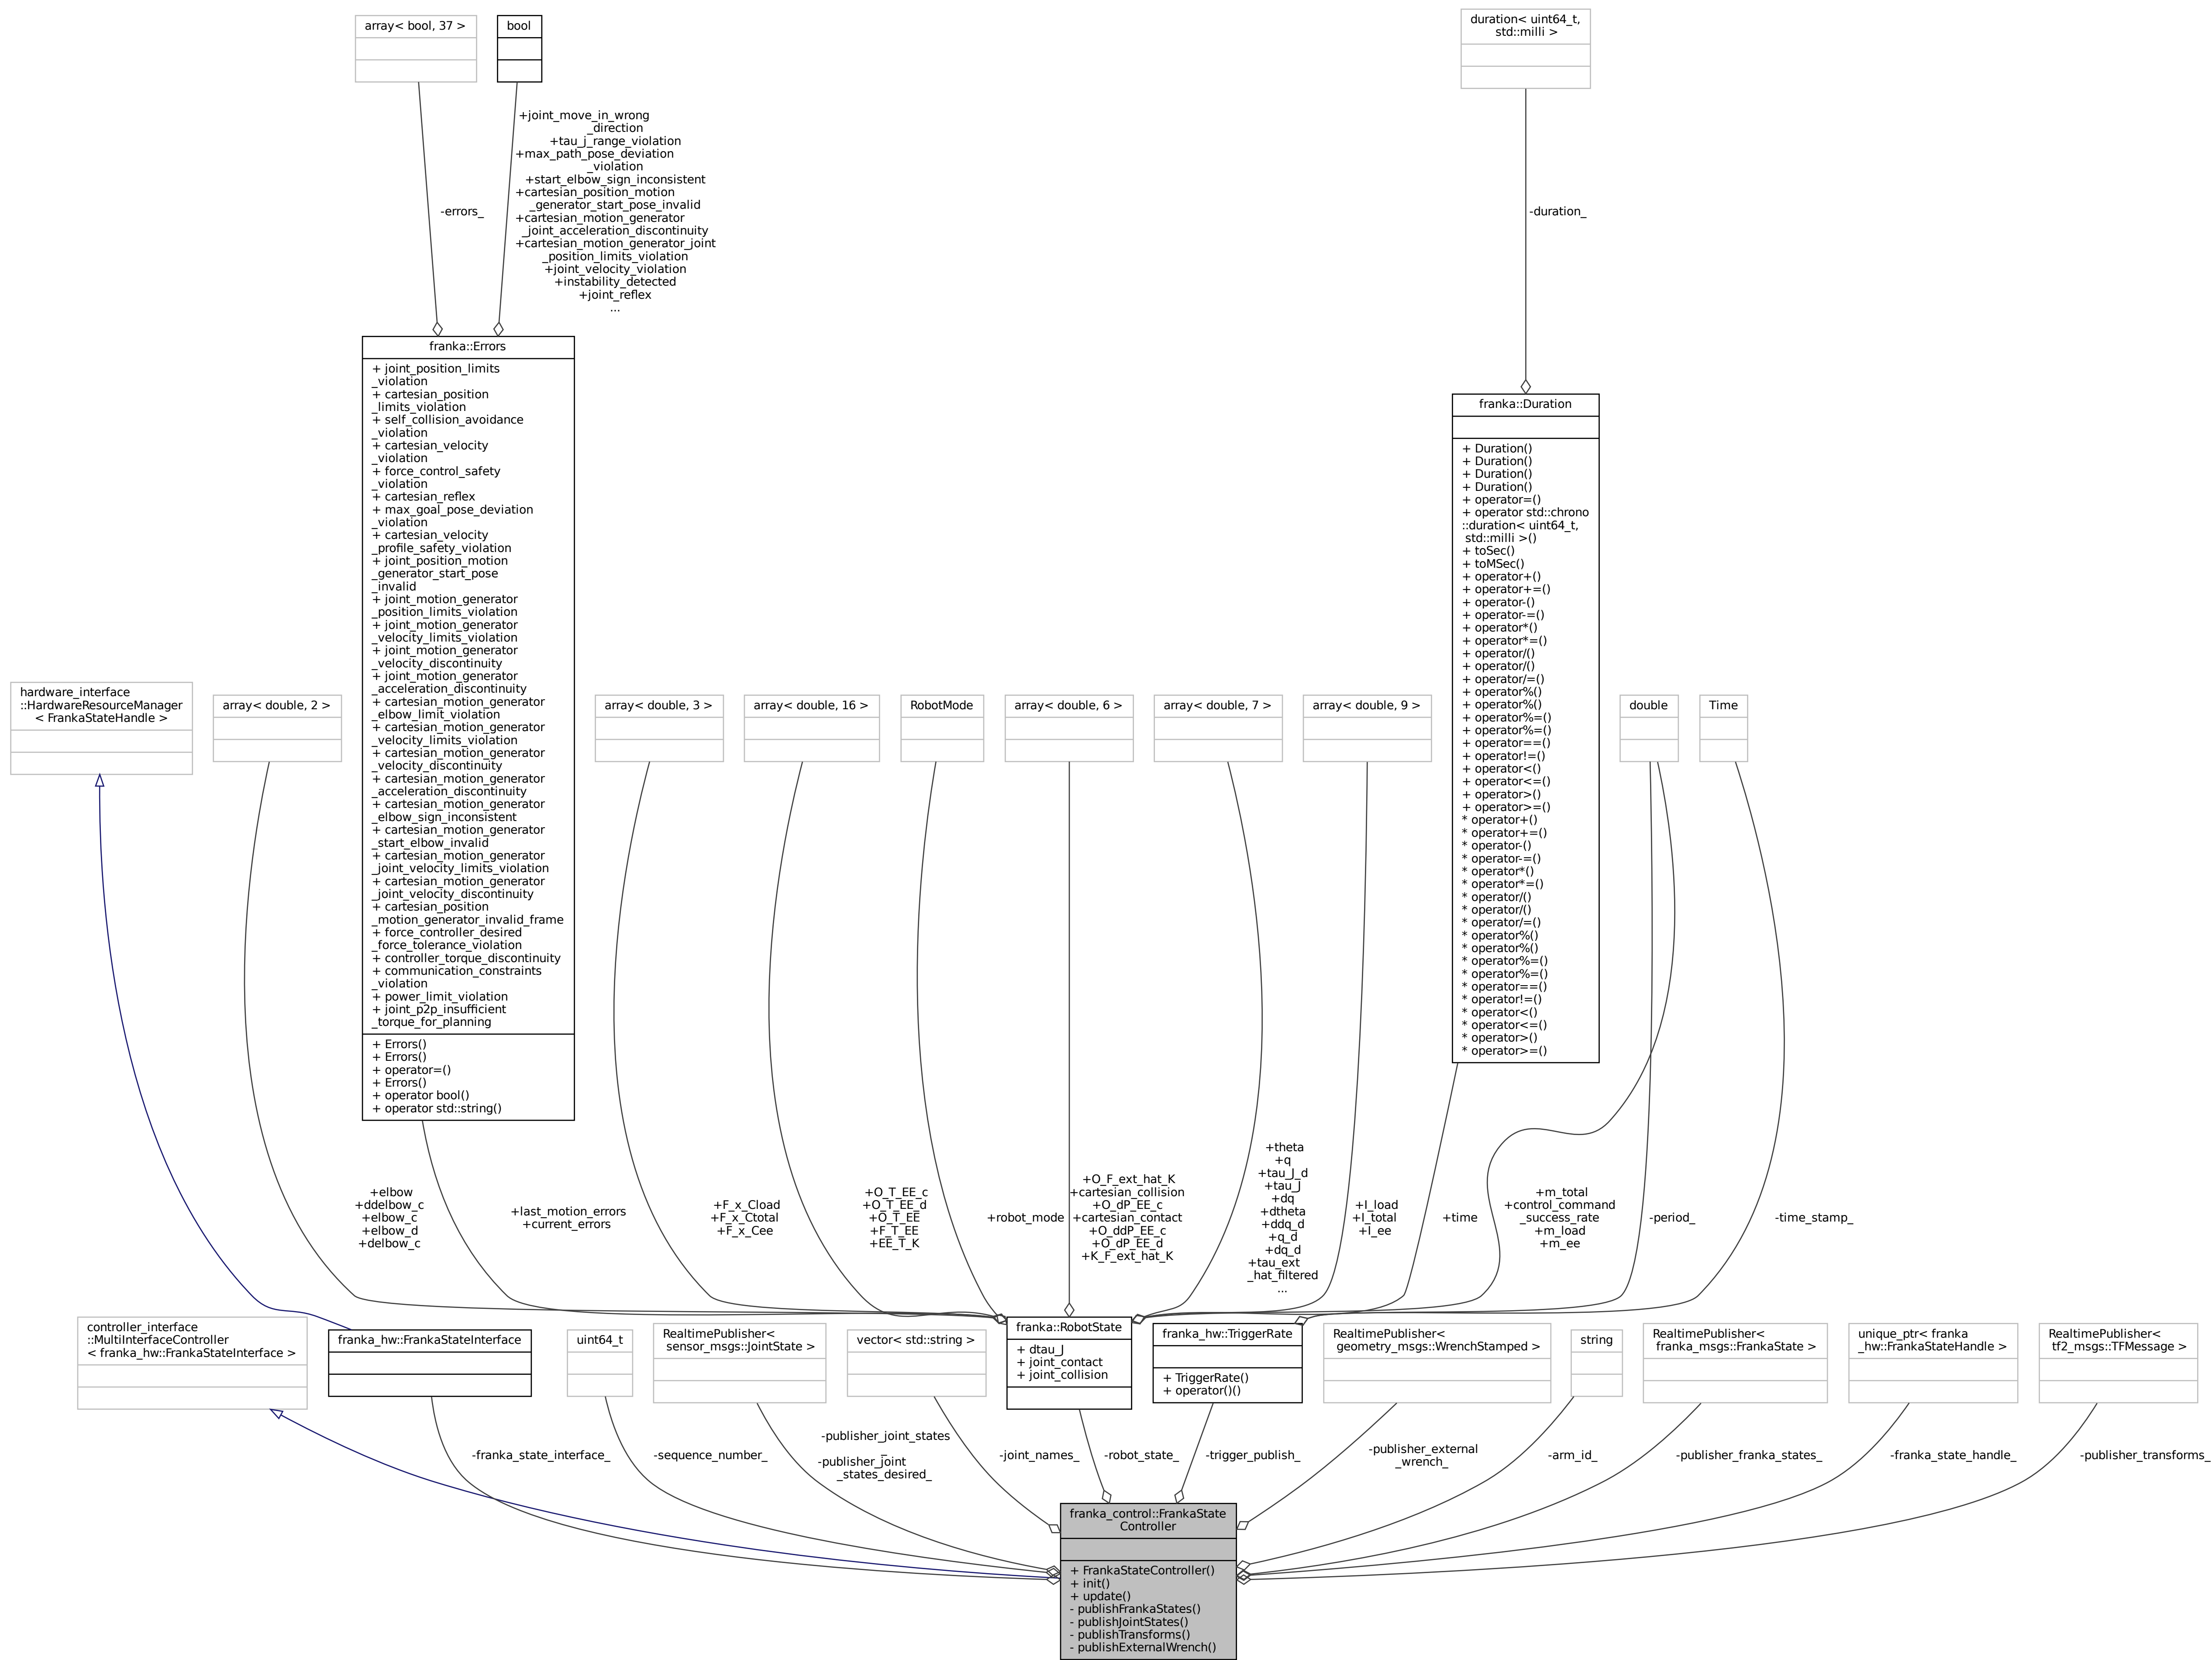 array< bool, 37 >
bool
duration< uint64_t,
std::milli >
+joint_move_in_wrong
_direction
+tau_j_range_violation
+max_path_pose_deviation
_violation
+start_elbow_sign_inconsistent
+cartesian_position_motion
_generator_start_pose_invalid
+cartesian_motion_generator
_joint_acceleration_discontinuity
+cartesian_motion_generator_joint
_position_limits_violation
+joint_velocity_violation
+instability_detected
+joint_reflex
...
-errors_
-duration_
franka::Errors
+ joint_position_limits
_violation
+ cartesian_position
_limits_violation
+ self_collision_avoidance
_violation
+ cartesian_velocity
_violation
+ force_control_safety
_violation
+ cartesian_reflex
+ max_goal_pose_deviation
_violation
+ cartesian_velocity
_profile_safety_violation
+ joint_position_motion
_generator_start_pose
_invalid
+ joint_motion_generator
_position_limits_violation
+ joint_motion_generator
_velocity_limits_violation
+ joint_motion_generator
_velocity_discontinuity
+ joint_motion_generator
_acceleration_discontinuity
+ cartesian_motion_generator
_elbow_limit_violation
+ cartesian_motion_generator
_velocity_limits_violation
+ cartesian_motion_generator
_velocity_discontinuity
+ cartesian_motion_generator
_acceleration_discontinuity
+ cartesian_motion_generator
_elbow_sign_inconsistent
+ cartesian_motion_generator
_start_elbow_invalid
+ cartesian_motion_generator
_joint_velocity_limits_violation
+ cartesian_motion_generator
_joint_velocity_discontinuity
+ cartesian_position
_motion_generator_invalid_frame
+ force_controller_desired
_force_tolerance_violation
+ controller_torque_discontinuity
+ communication_constraints
_violation
+ power_limit_violation
+ joint_p2p_insufficient
_torque_for_planning
+ Errors()
+ Errors()
+ operator=()
+ Errors()
+ operator bool()
+ operator std::string()
franka::Duration
+ Duration()
+ Duration()
+ Duration()
+ Duration()
+ operator=()
+ operator std::chrono
::duration< uint64_t,
std::milli >()
+ toSec()
+ toMSec()
+ operator+()
+ operator+=()
+ operator-()
+ operator-=()
+ operator*()
+ operator*=()
+ operator/()
+ operator/()
+ operator/=()
+ operator%()
+ operator%()
+ operator%=()
+ operator%=()
+ operator==()
+ operator!=()
+ operator<()
+ operator<=()
+ operator>()
+ operator>=()
* operator+()
* operator+=()
* operator-()
* operator-=()
* operator*()
* operator*=()
* operator/()
* operator/()
* operator/=()
* operator%()
* operator%()
* operator%=()
* operator%=()
* operator==()
* operator!=()
* operator<()
* operator<=()
* operator>()
* operator>=()
hardware_interface
::HardwareResourceManager
< FrankaStateHandle >
array< double, 2 >
array< double, 3 >
array< double, 16 >
RobotMode
array< double, 6 >
array< double, 7 >
array< double, 9 >
double
Time
+elbow
+ddelbow_c
+elbow_c
+elbow_d
+delbow_c
+last_motion_errors
+current_errors
+F_x_Cload
+F_x_Ctotal
+F_x_Cee
+O_T_EE_c
+O_T_EE_d
+O_T_EE
+F_T_EE
+EE_T_K
+robot_mode
+O_F_ext_hat_K
+cartesian_collision
+O_dP_EE_c
+cartesian_contact
+O_ddP_EE_c
+O_dP_EE_d
+K_F_ext_hat_K
+theta
+q
+tau_J_d
+tau_J
+dq
+dtheta
+ddq_d
+q_d
+dq_d
+tau_ext
_hat_filtered
...
+I_load
+I_total
+I_ee
+time
+m_total
+control_command
_success_rate
+m_load
+m_ee
-period_
-time_stamp_
controller_interface
::MultiInterfaceController
< franka_hw::FrankaStateInterface >
franka_hw::FrankaStateInterface
uint64_t
RealtimePublisher<
sensor_msgs::JointState >
vector< std::string >
franka::RobotState
+ dtau_J
+ joint_contact
+ joint_collision
franka_hw::TriggerRate
+ TriggerRate()
+ operator()()
RealtimePublisher<
geometry_msgs::WrenchStamped >
string
RealtimePublisher<
franka_msgs::FrankaState >
unique_ptr< franka
_hw::FrankaStateHandle >
RealtimePublisher<
tf2_msgs::TFMessage >
-franka_state_interface_
-sequence_number_
-publisher_joint_states
_
-publisher_joint
_states_desired_
-joint_names_
-robot_state_
-trigger_publish_
-publisher_external
_wrench_
-arm_id_
-publisher_franka_states_
-franka_state_handle_
-publisher_transforms_
franka_control::FrankaState
Controller
+ FrankaStateController()
+ init()
+ update()
- publishFrankaStates()
- publishJointStates()
- publishTransforms()
- publishExternalWrench()